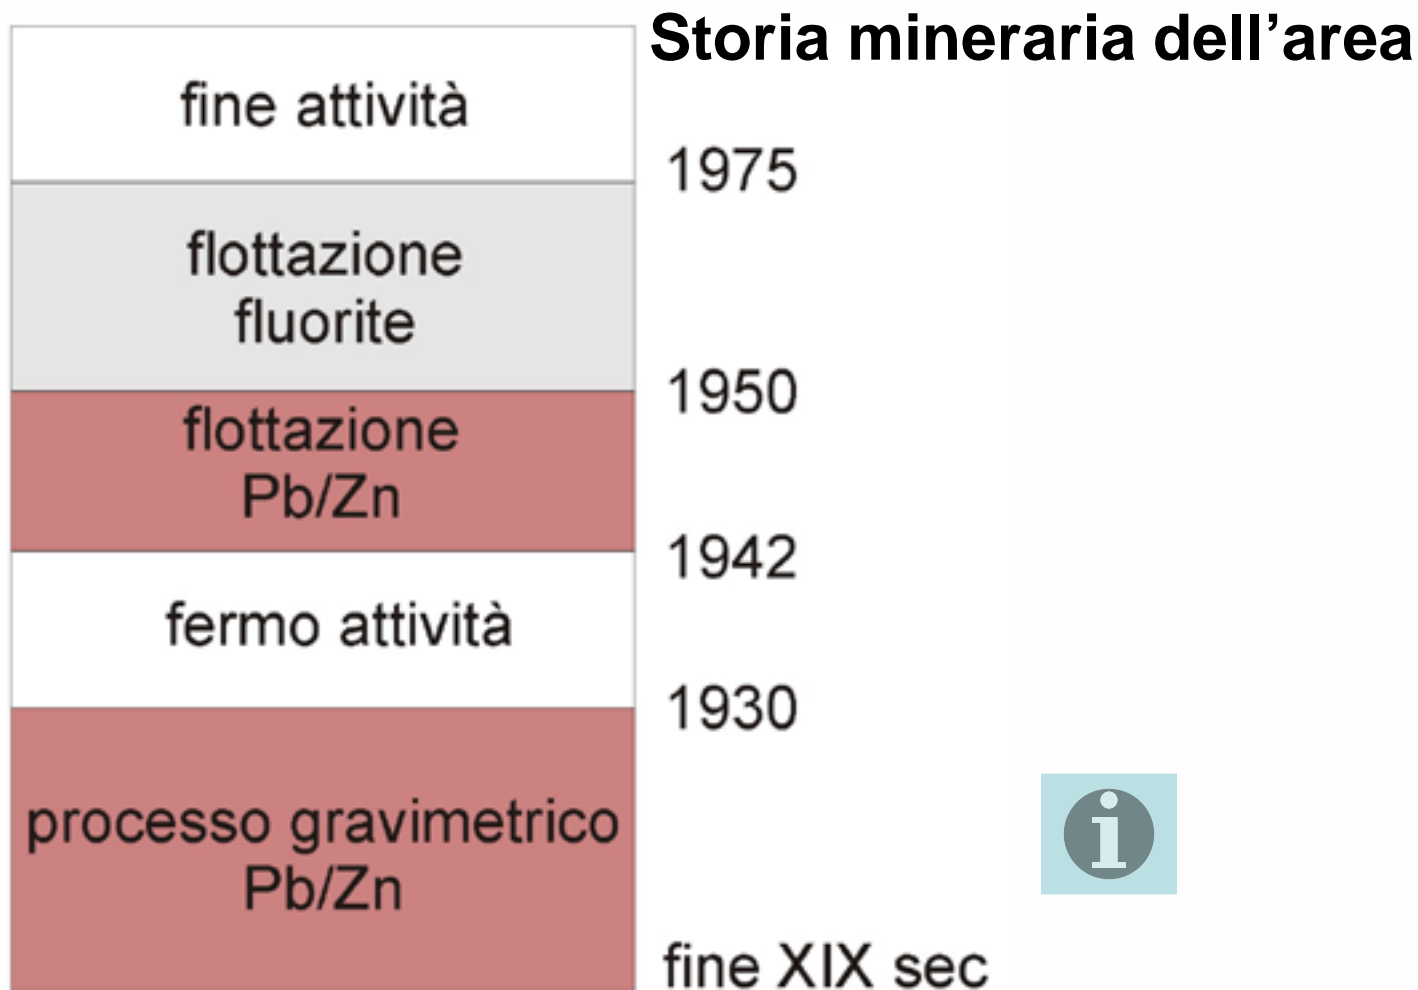 Storia mineraria dell’area
fine attività
1975
flottazione
fluorite
1950
flottazione
Pb/Zn
1942
fermo attività
1930
processo gravimetrico
Pb/Zn
fine XIX sec